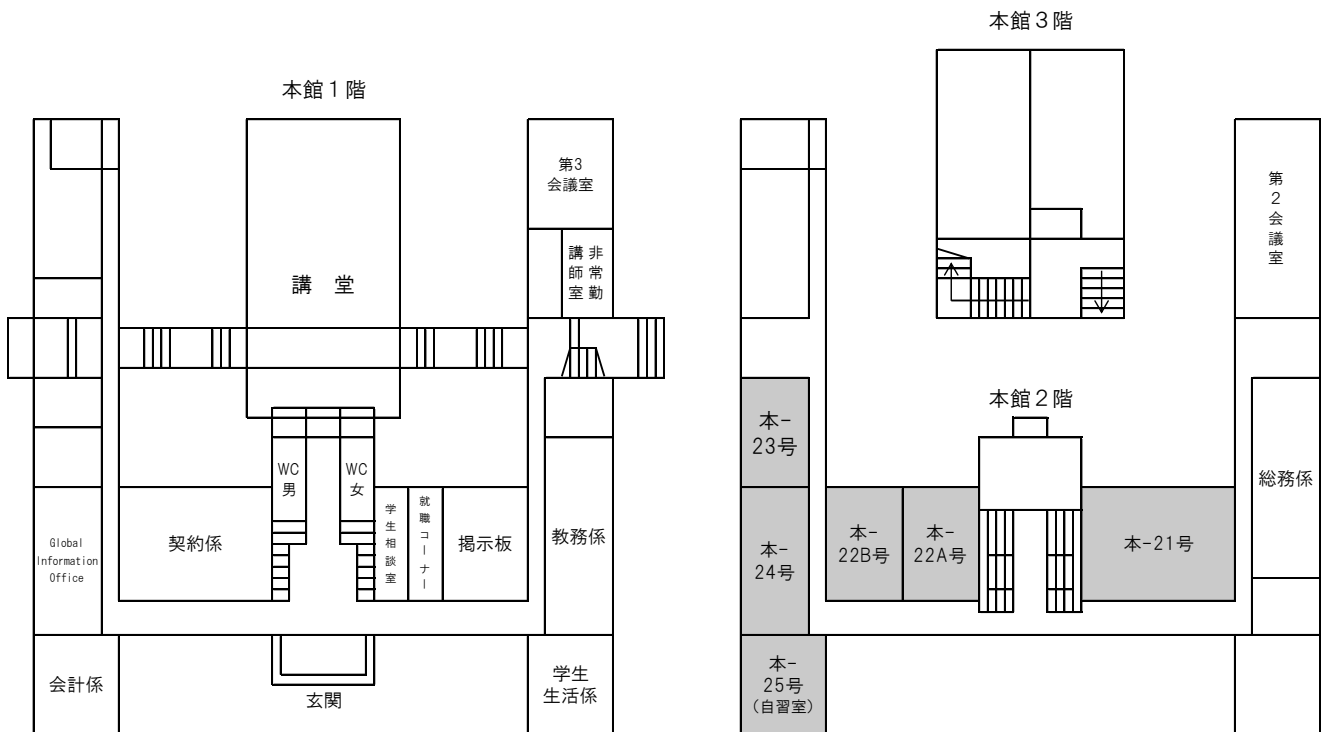 本館3階
本館1階
第3
会議室
非常勤
講師室
講　堂
WC
男
WC
女
学生相談室
就職コーナー
掲示板
教務係
契約係
Global
Information
Office
会計係
玄関
学生
生活係
第2会議室
本館2階
本-
23号
総務係
本-
24号
本-
22B号
本-
22A号
本-21号
本-
25号
(自習室)